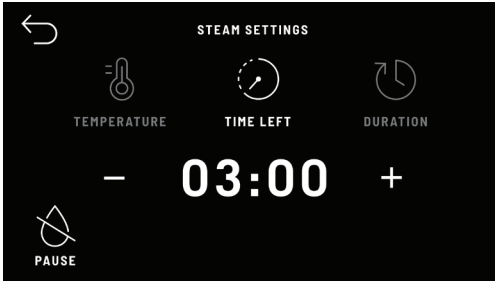 STEAM SETTINGS
TEMPERATURE
TIME LEFT
DURATION
− 03:00 +
PAUSE